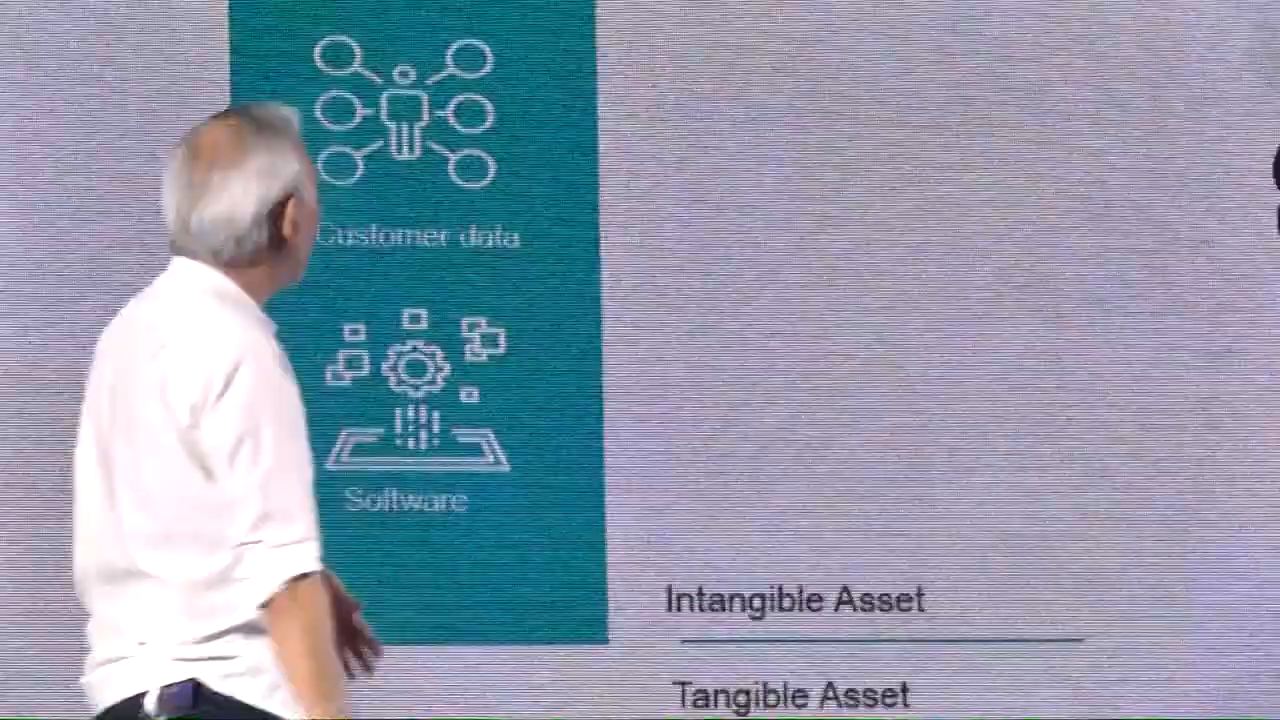 Customer data
Software
Intangible Asset
Tangible Asset